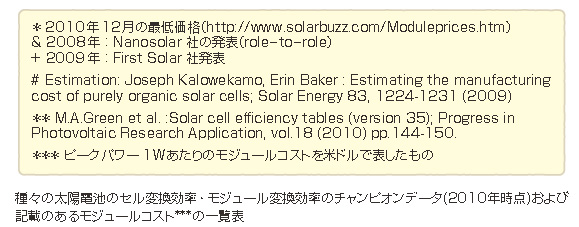 ＊2010年12月の最低価格(http://www.solarbuzz.com/Moduleprices.htm)
& 2008年：Nanosolar 社の発表(role-to-role)
+ 2009年：First Solar 社発表
# Estimation: Joseph Kalowekamo, Erin Baker : Estimating the manufacturing
cost of purely organic solar cells; Solar Energy 83, 1224-1231 (2009)
＊＊ M.A.Green et al. :Solar cell efficiency tables (version 35); Progress in
Photovoltaic Research Application, vol.18 (2010) pp.144-150.
＊＊＊ ピークパワー 1Wあたりのモジュールコストを米ドルで表したもの
種々の太陽電池のセル変換効率・モジュール変換効率のチャンピオンデータ(2010年時点)および
記載のあるモジュールコスト***の一覧表